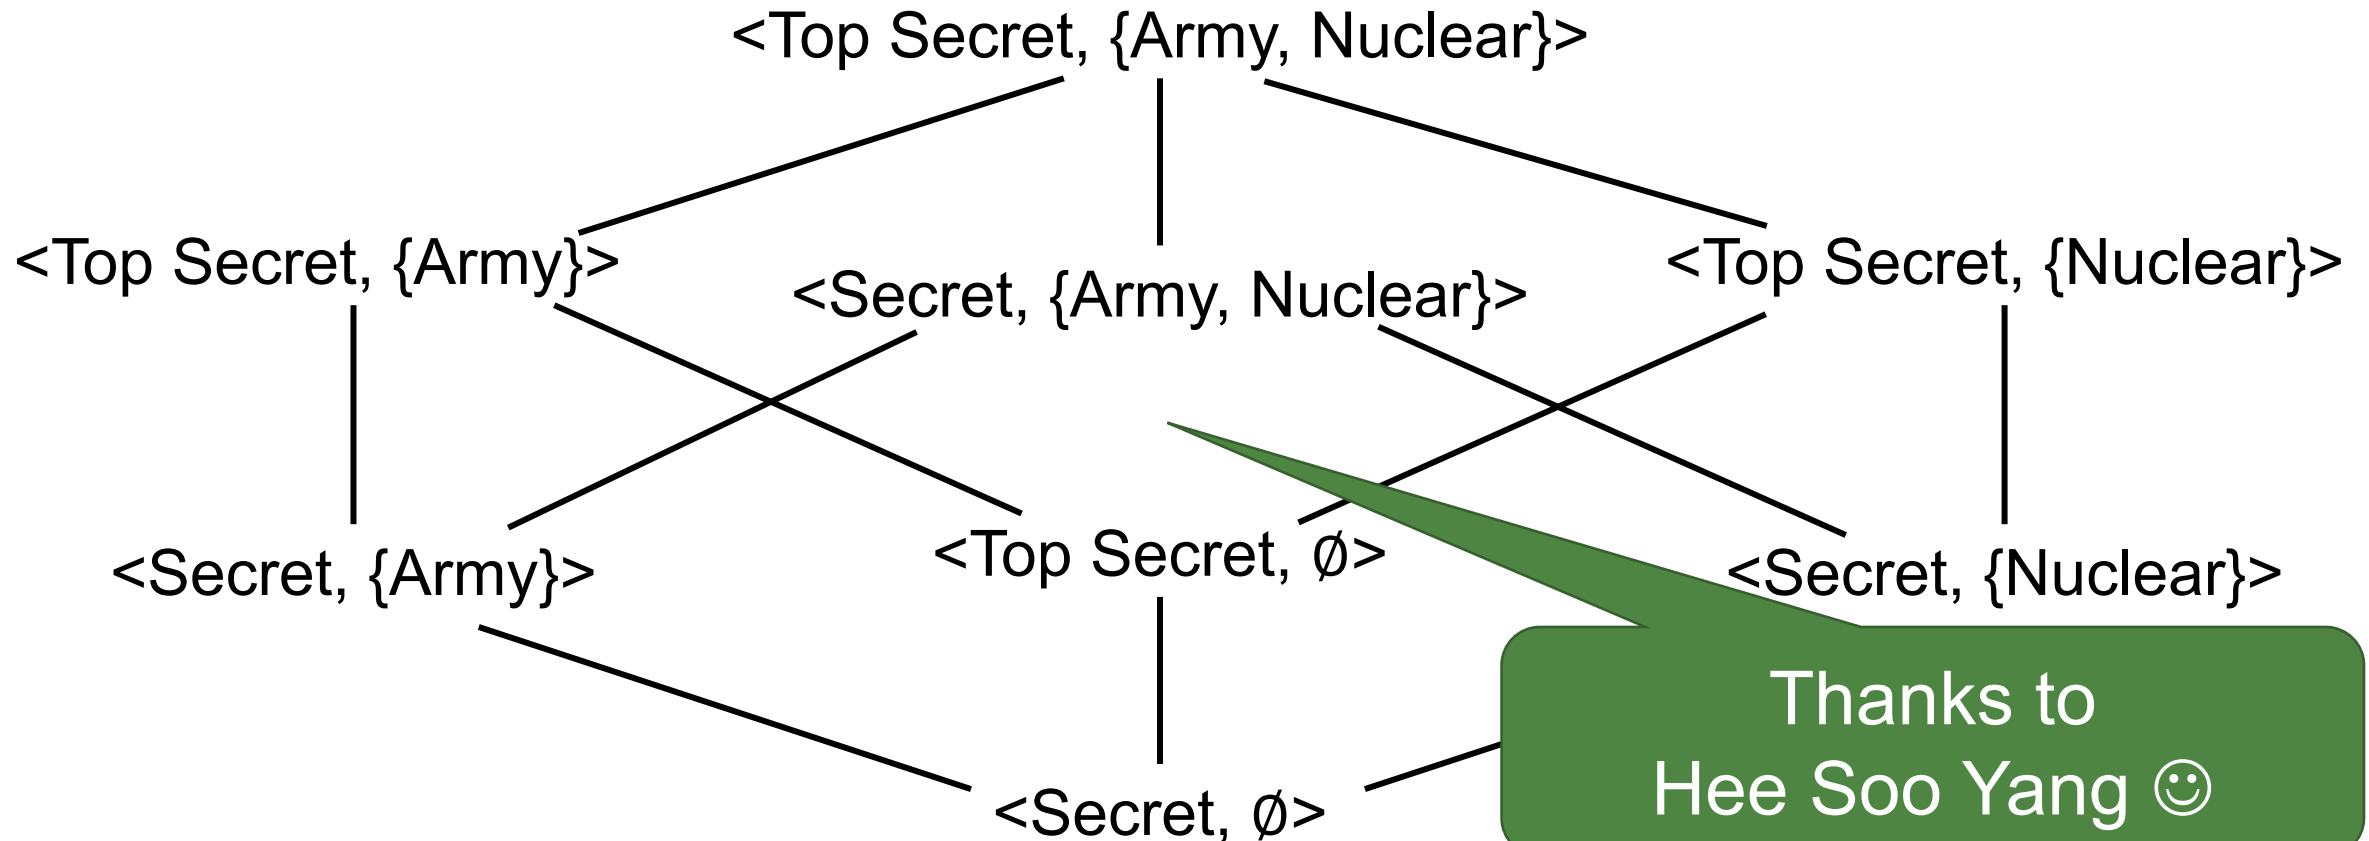 <Top Secret, {Army, Nuclear}>
<Top Secret, {Army}>
<Secret, {Army, Nuclear}>
<Top Secret, {Nuclear}>
<Secret, {Army}>
<Top Secret, ∅>
<Secret, {Nuclear}>
<Secret, ∅>
Thanks to
Hee Soo Yang ☺